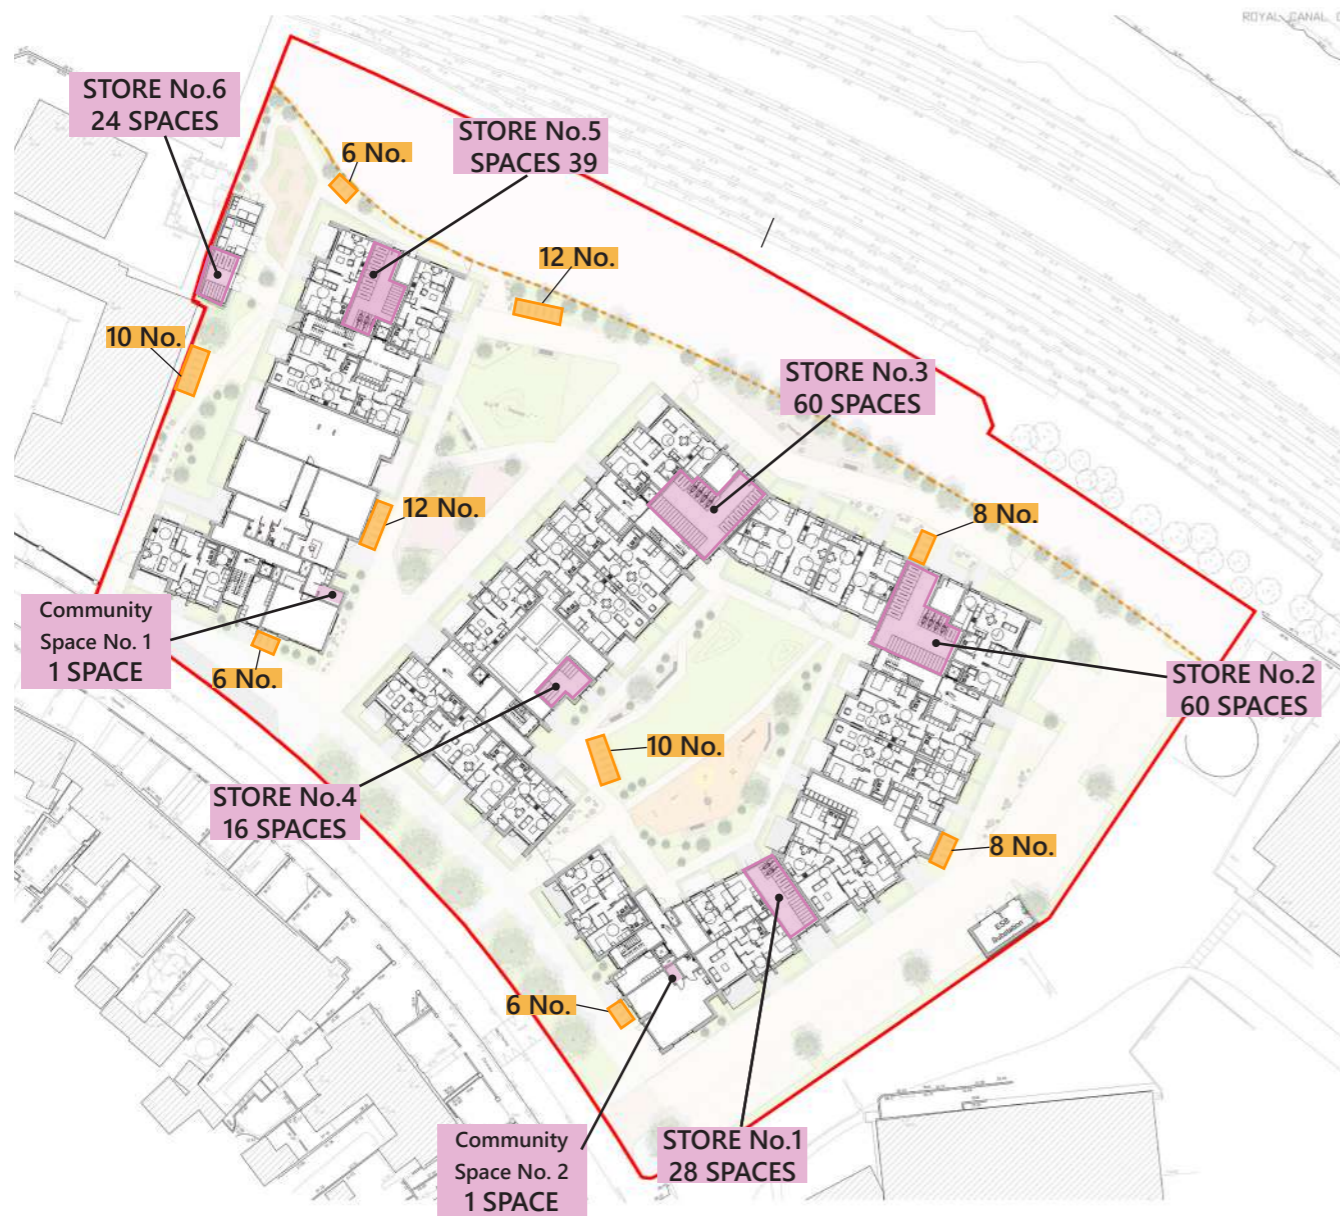 ROYAL CANAL
STORE No.6
24 SPACES
6 No.
STORE No.5
SPACES 39
12 No.
10 No.
STORE No.3
60 SPACES
12 No.
8 No.
Community
Space No. 1
1 SPACE
6 No.
STORE No.2
60 SPACES
10 No.
STORE No.4
16 SPACES
8 No.
ESB
Substation
6 No.
Community
Space No. 2
1 SPACE
STORE No.1
28 SPACES